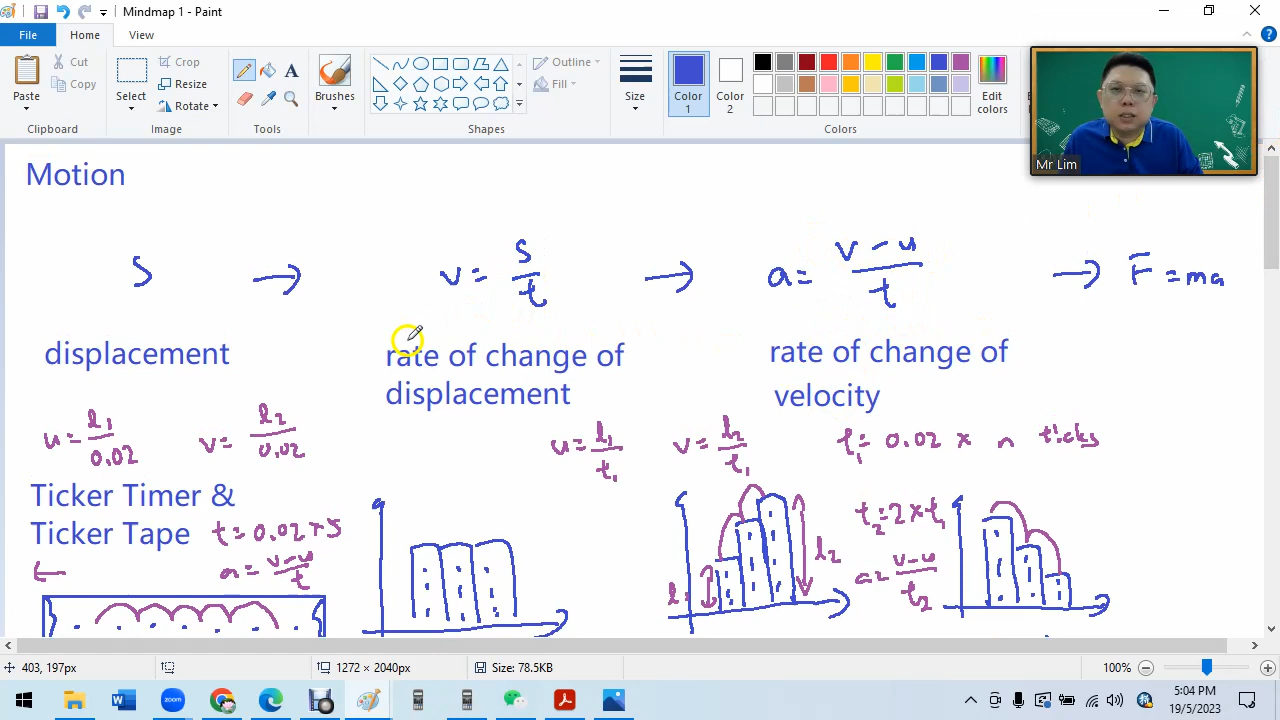 Mindmap 1 - Paint
File
Home
View
Paste
Cut
Copy
Clipboard
Select
Crop
Resize
Rotate
Image
Tools
Brushes
Shapes
Outline
Fill
Size
Color 1
Color 2
Edit colors
Colors
Mr Lim
Motion
S → v = s/t → a = v - u/t → F = ma
displacement
rate of change of displacement
rate of change of velocity
u = l1/0.02 v = l2/0.02
u = l1/t1 v = l2/t1 t1 = 0.02 x n ticks
Ticker Timer &
Ticker Tape
t = 0.02 x 5
a = v-u/t
l1
l2
t2 = 2 x t1
a = v-u/t2
403, 197px
1272 × 2040px
Size: 78.5KB
100%
zoom
5:04 PM
19/5/2023